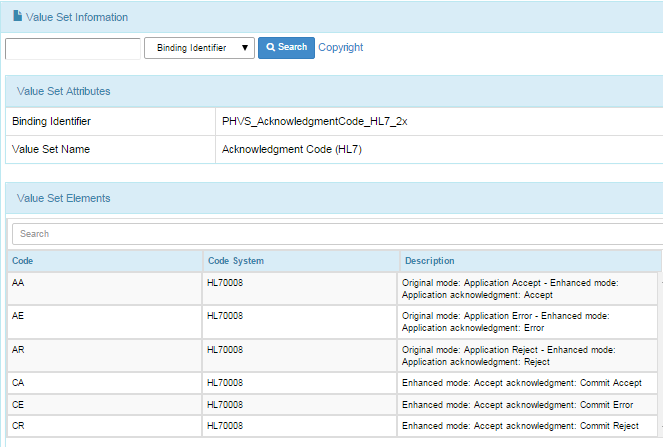 Value Set Information
Binding Identifier ▼ Search Copyright
Value Set Attributes
Binding Identifier PHVS_AcknowledgmentCode_HL7_2x
Value Set Name Acknowledgment Code (HL7)
Value Set Elements
Search
Code Code System Description
AA HL70008 Original mode: Application Accept - Enhanced mode:
Application acknowledgment: Accept
AE HL70008 Original mode: Application Error - Enhanced mode:
Application acknowledgment: Error
AR HL70008 Original mode: Application Reject - Enhanced mode:
Application acknowledgment: Reject
CA HL70008 Enhanced mode: Accept acknowledgment: Commit Accept
CE HL70008 Enhanced mode: Accept acknowledgment: Commit Error
CR HL70008 Enhanced mode: Accept acknowledgment: Commit Reject